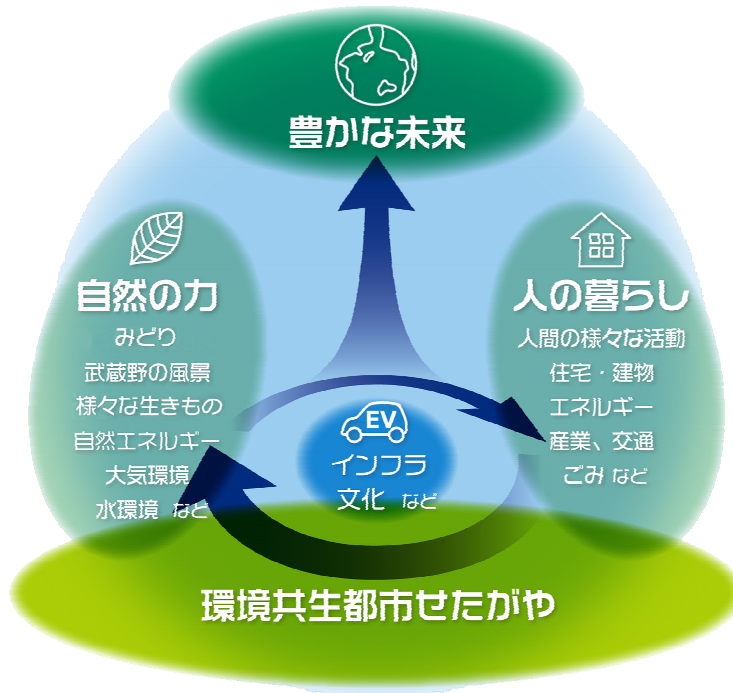 豊かな未来
自然の力
みどり
武蔵野の風景
様々な生きもの
自然エネルギー
大気環境
水環境 など
人の暮らし
人間の様々な活動
住宅・建物
エネルギー
産業、交通
ごみ など
EV
インフラ
文化 など
環境共生都市せたがや